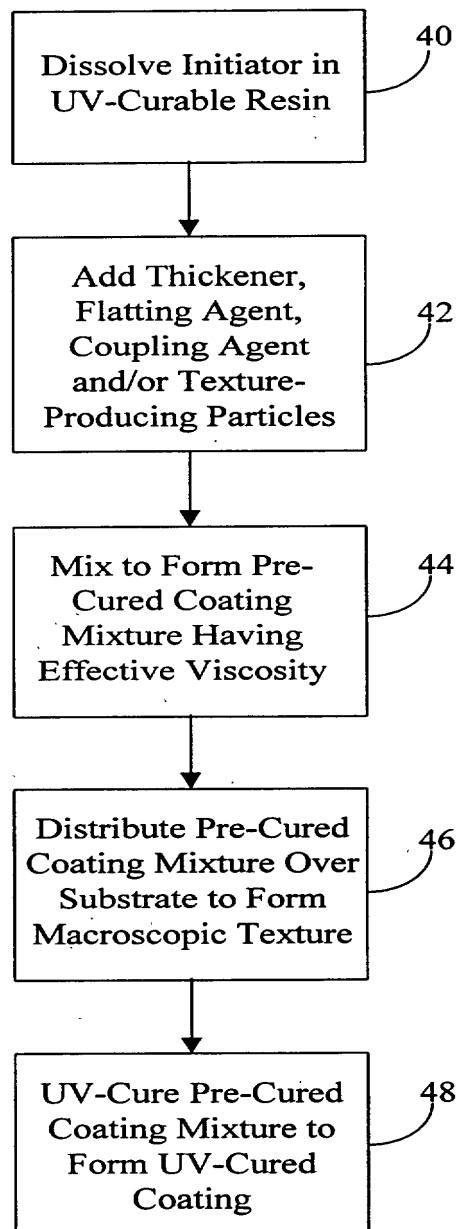 40
Dissolve Initiator in
UV-Curable Resin
42
Add Thickener,
Flatting Agent,
Coupling Agent
and/or Texture-
Producing Particles
44
Mix to Form Pre-
Cured Coating
Mixture Having
Effective Viscosity
46
Distribute Pre-Cured
Coating Mixture Over
Substrate to Form
Macroscopic Texture
48
UV-Cure Pre-Cured
Coating Mixture to
Form UV-Cured
Coating